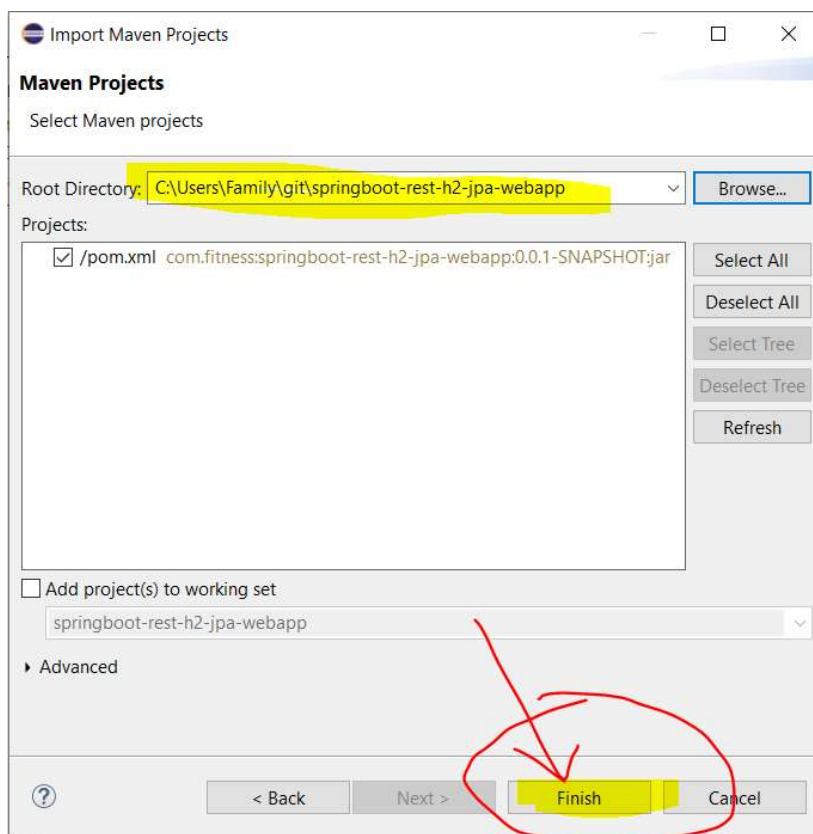 Import Maven Projects
Maven Projects
Select Maven projects
Root Directory: C:\Users\Family\git\springboot-rest-h2-jpa-webapp Browse...
Projects:
/pom.xml com.fitness:springboot-rest-h2-jpa-webapp:0.0.1-SNAPSHOT:jar
Select All
Deselect All
Select Tree
Deselect Tree
Refresh
Add project(s) to working set
springboot-rest-h2-jpa-webapp
Advanced
< Back Next > Finish Cancel